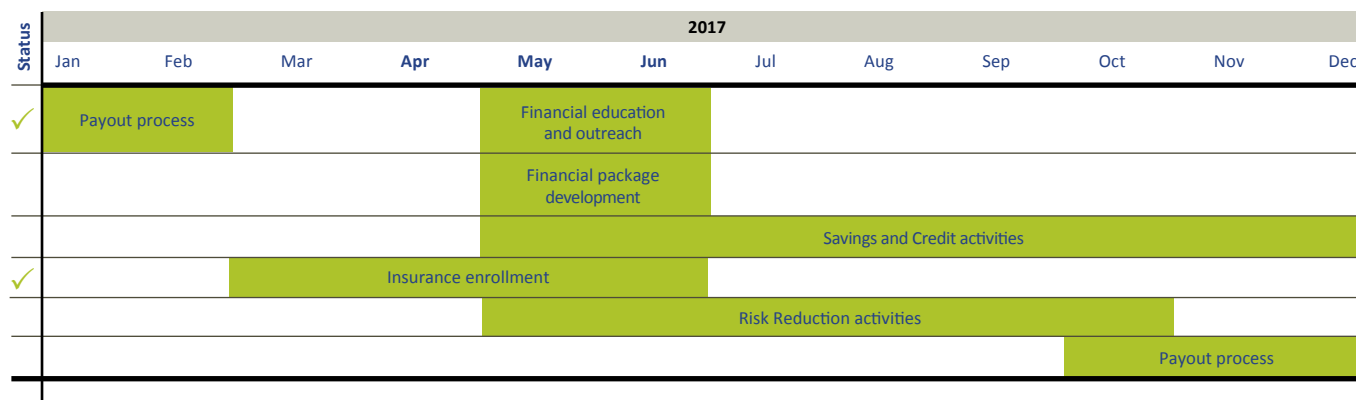 Status
2017
Jan Feb Mar Apr May Jun Jul Aug Sep Oct Nov Dec
Payout process
Financial education
and outreach
Financial package
development
Savings and Credit activities
Insurance enrollment
Risk Reduction activities
Payout process